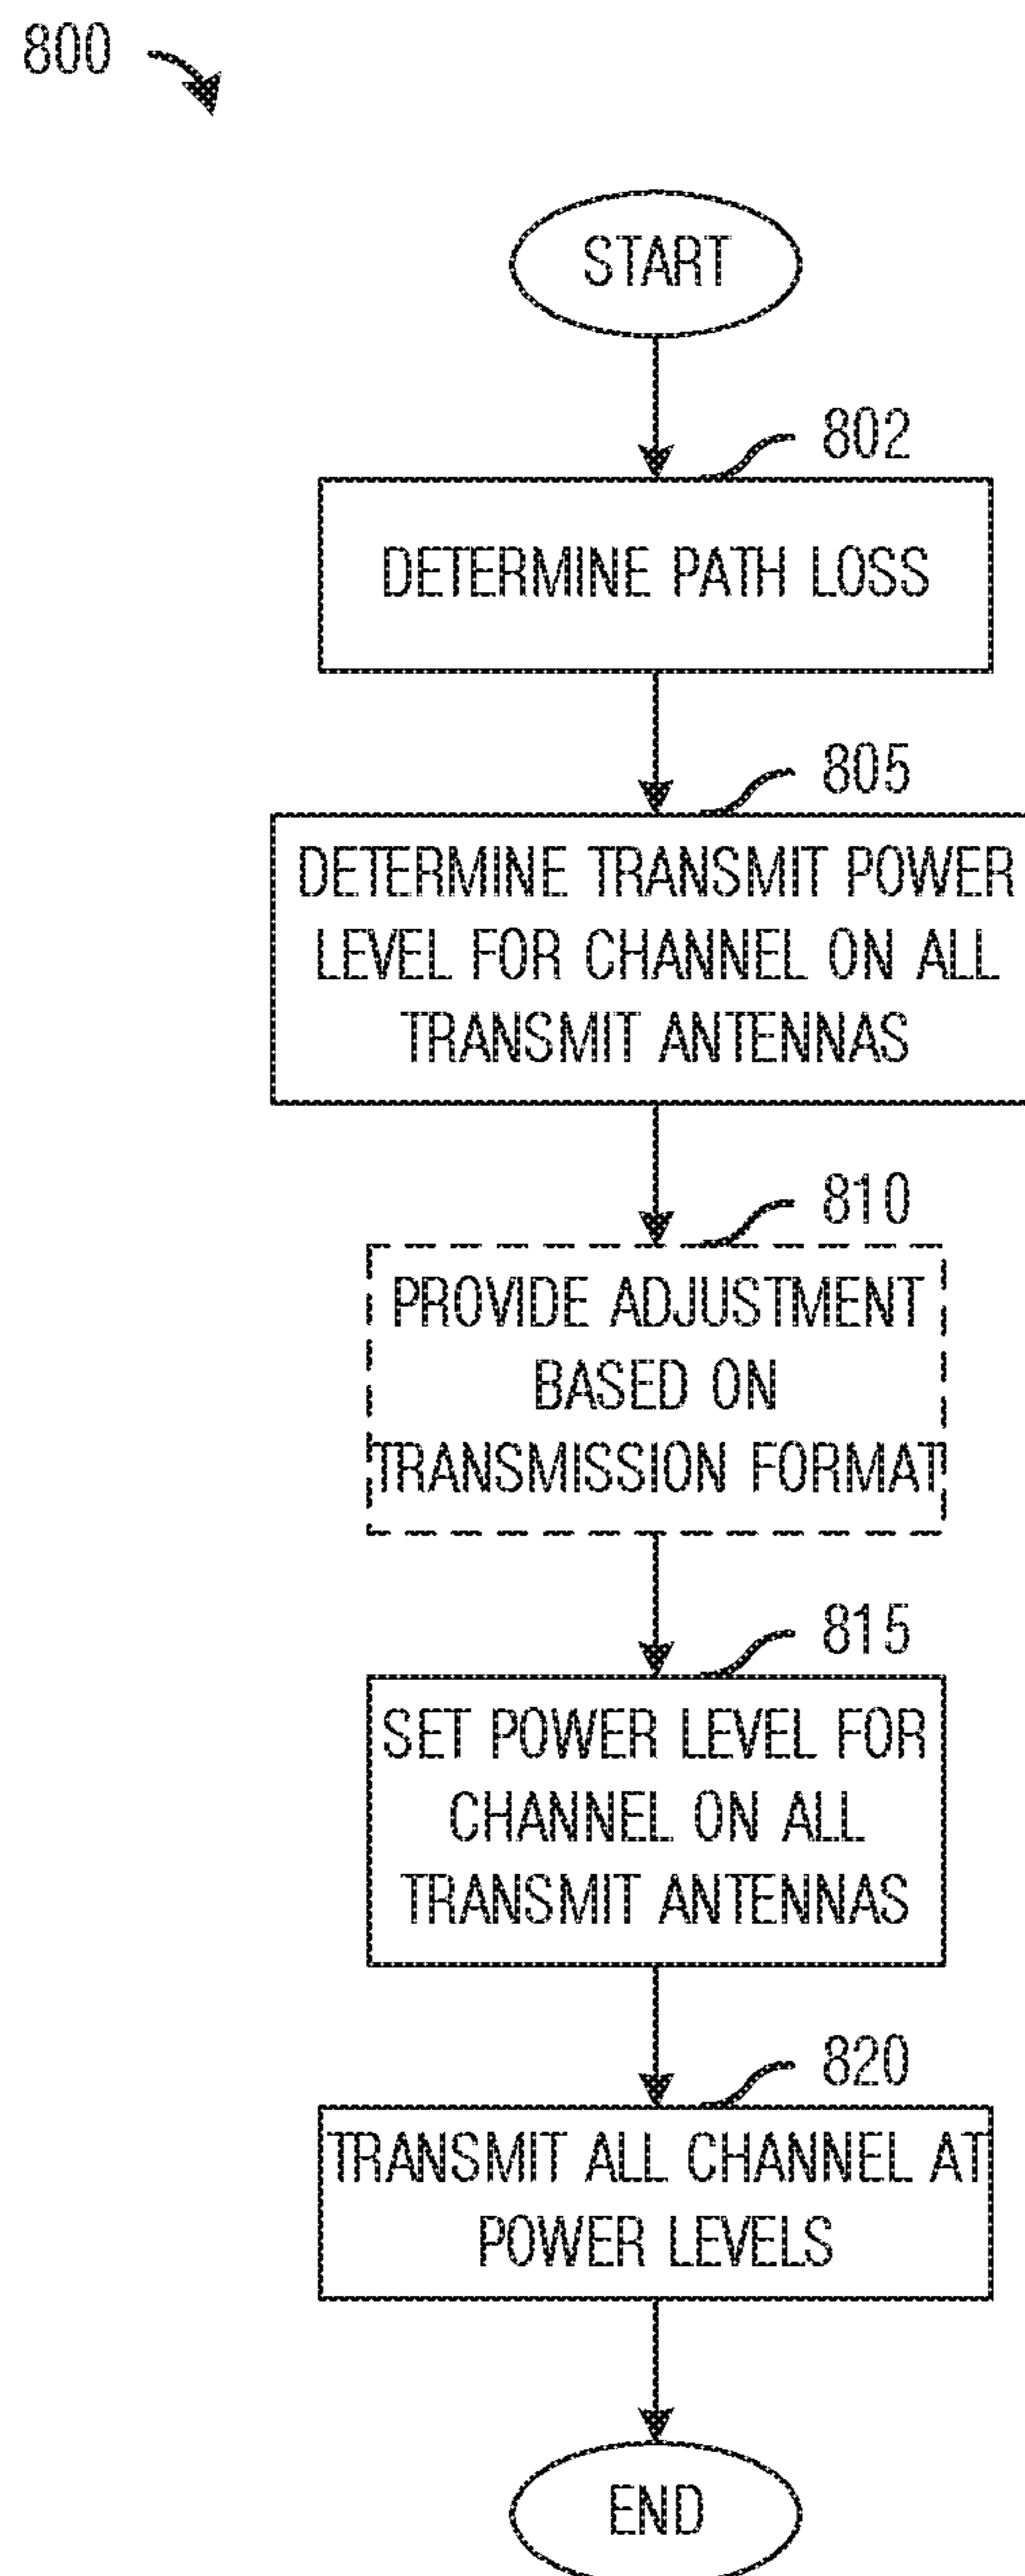 800
START
802
DETERMINE PATH LOSS
805
DETERMINE TRANSMIT POWER
LEVEL FOR CHANNEL ON ALL
TRANSMIT ANTENNAS
810
PROVIDE ADJUSTMENT
BASED ON
TRANSMISSION FORMAT
815
SET POWER LEVEL FOR
CHANNEL ON ALL
TRANSMIT ANTENNAS
820
TRANSMIT ALL CHANNEL AT
POWER LEVELS
END